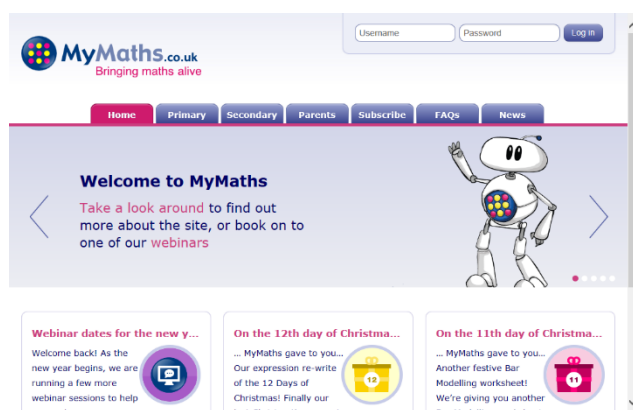 Username
Password
Log in
MyMaths.co.uk
Bringing maths alive
Home
Primary
Secondary
Parents
Subscribe
FAQs
News
Welcome to MyMaths
Take a look around to find out
more about the site, or book on to
one of our webinars
Webinar dates for the new y...
Welcome back! As the
new year begins, we are
running a few more
webinar sessions to help
On the 12th day of Christma...
... MyMaths gave to you...
Our expression re-write
of the 12 Days of
Christmas! Finally our
12
On the 11th day of Christma...
... MyMaths gave to you...
Another festive Bar
Modelling worksheet!
We're giving you another
11